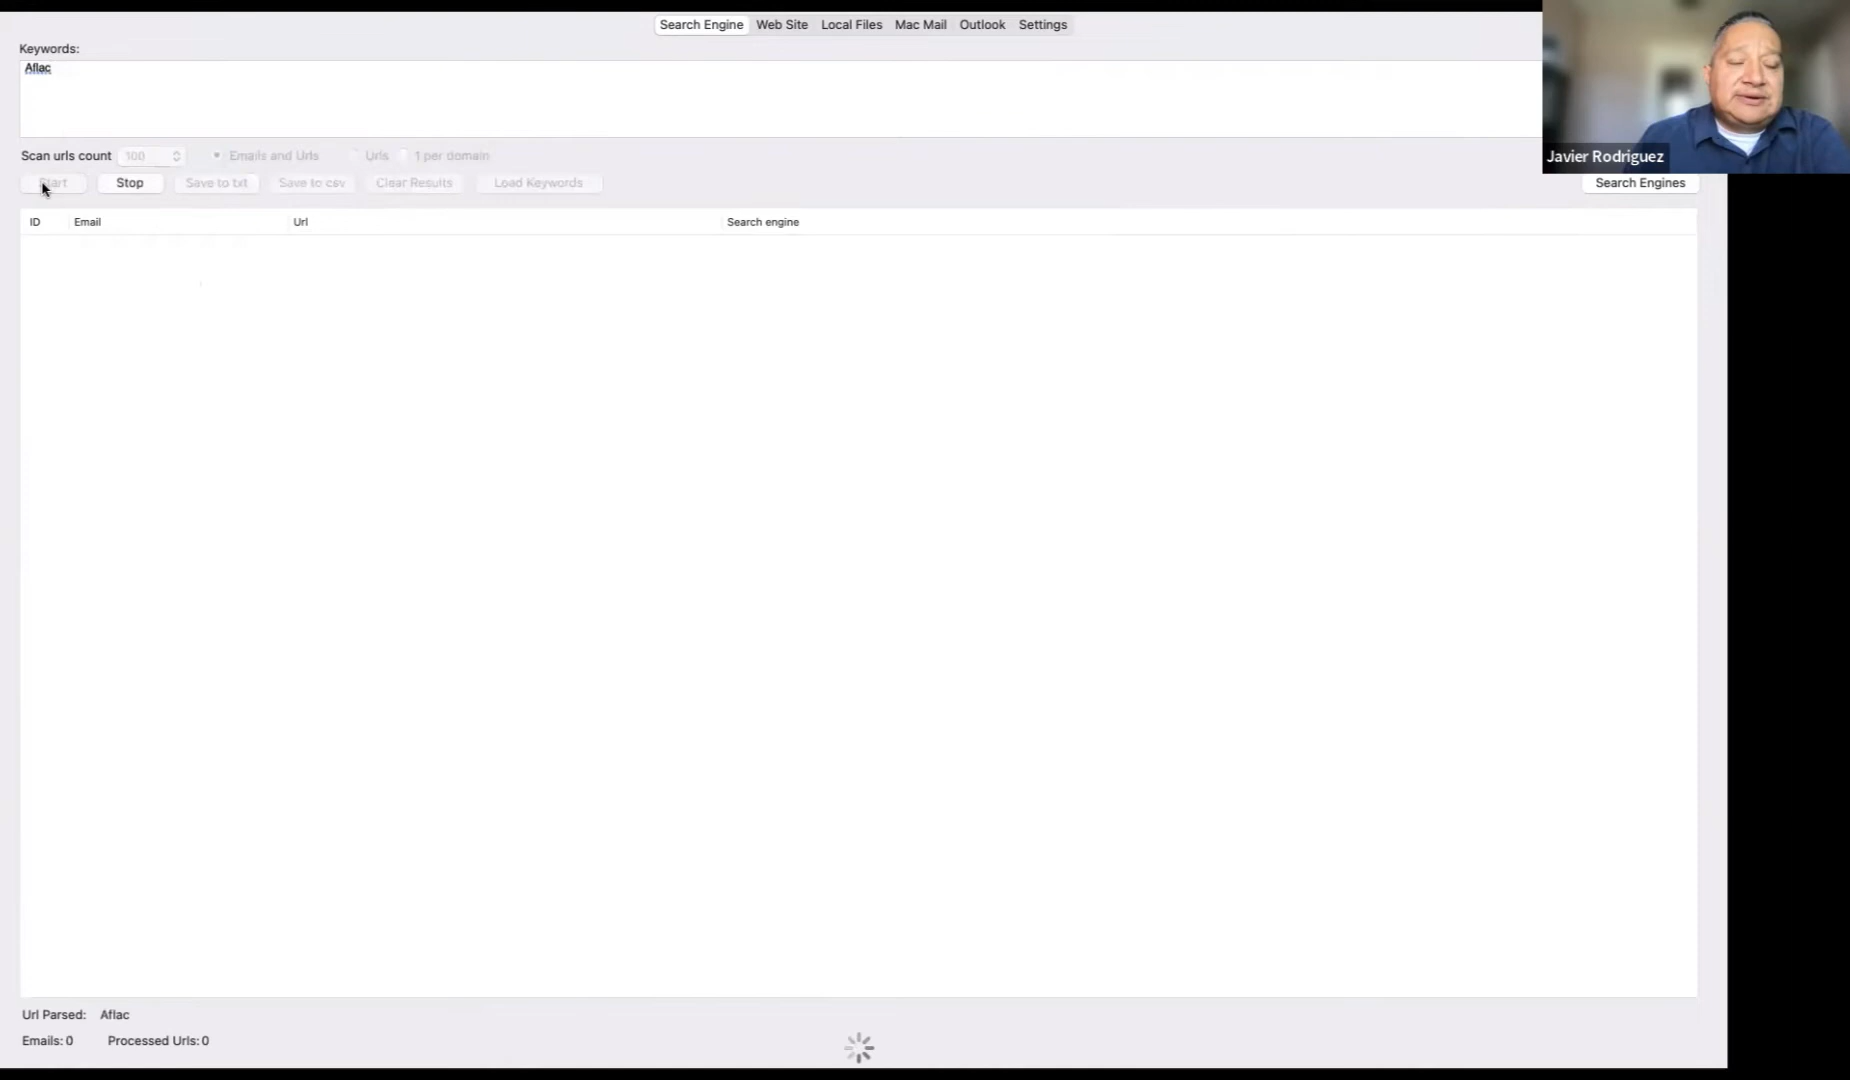 Search Engine Web Site Local Files Mac Mail Outlook Settings
Keywords:
Aflac
Javier Rodriguez
Scan urls count 100 Emails and Urls Urls 1 per domain
Start Stop Save to txt Save to csv Clear Results Load Keywords Search Engines
ID Email Url Search engine
Url Parsed: Aflac
Emails: 0 Processed Urls: 0